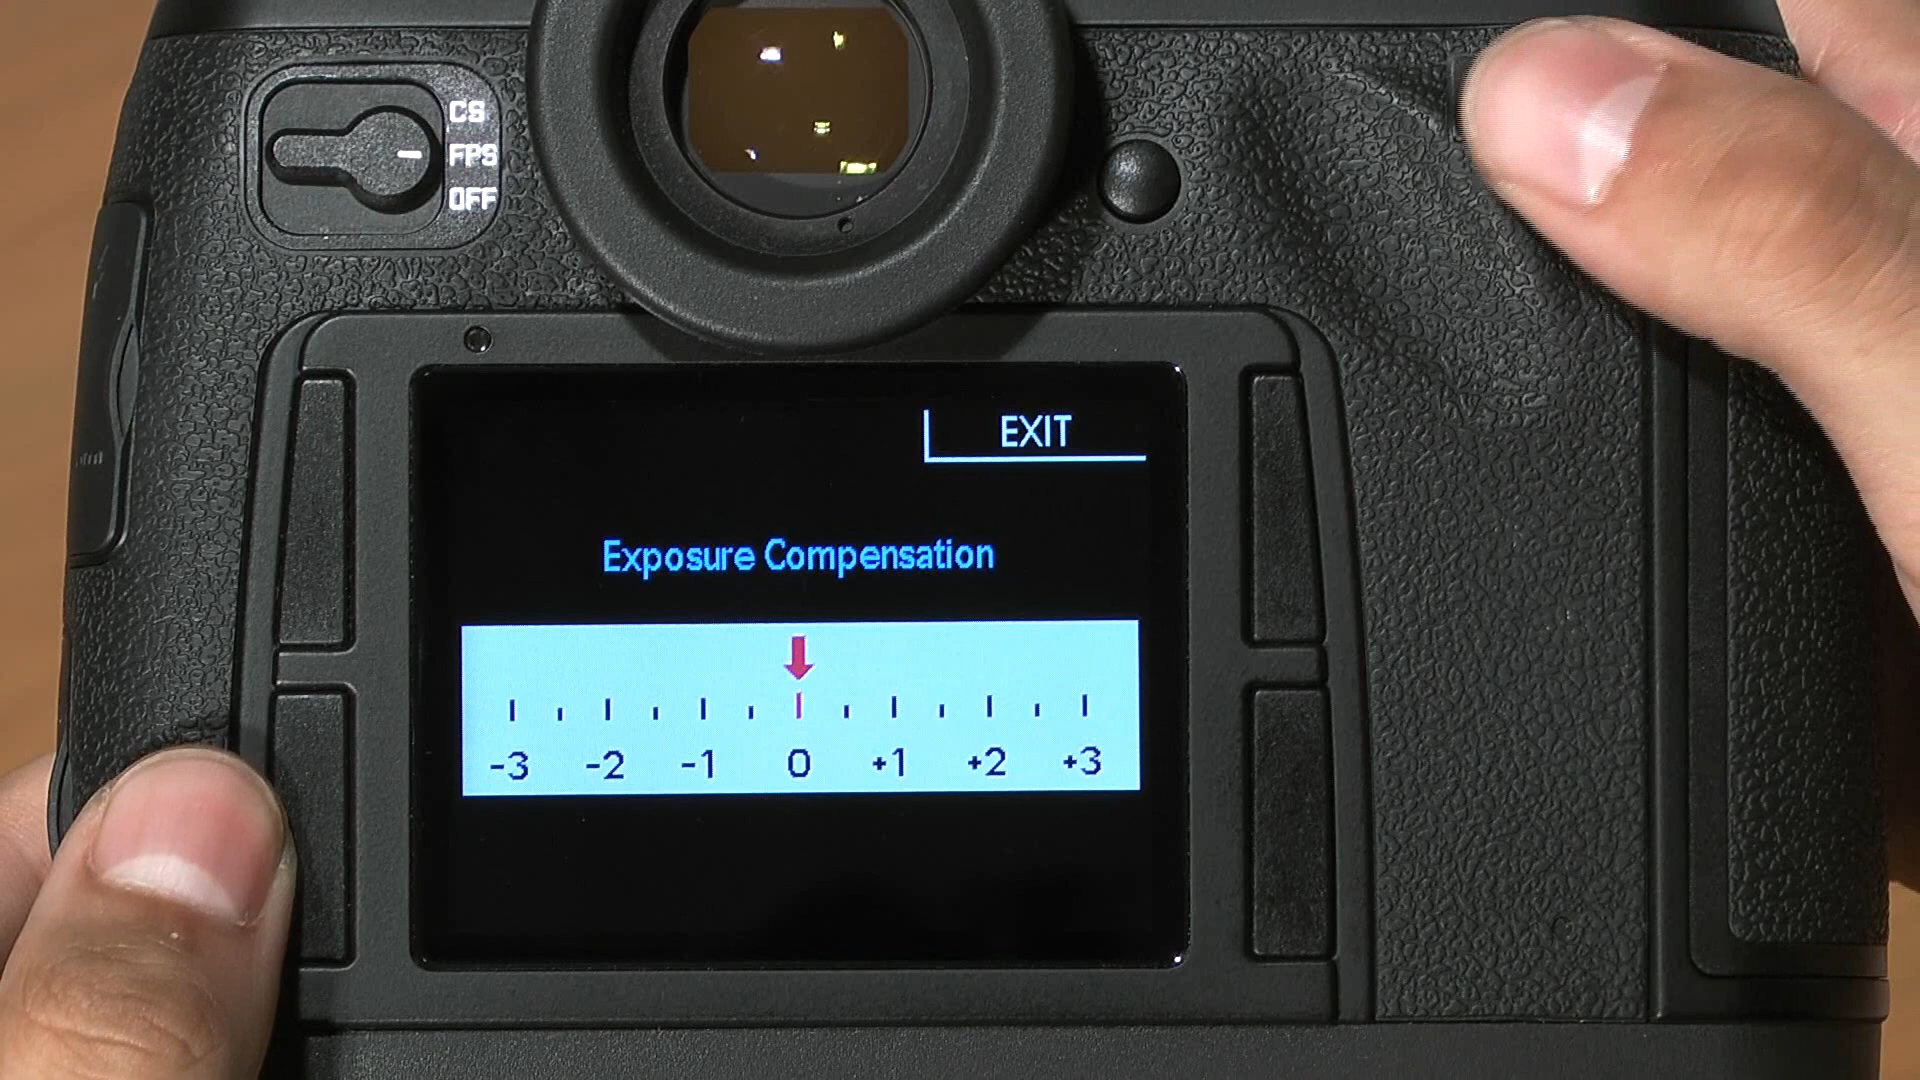 CS
FPS
OFF
EXIT
Exposure Compensation
-3 -2 -1 0 +1 +2 +3